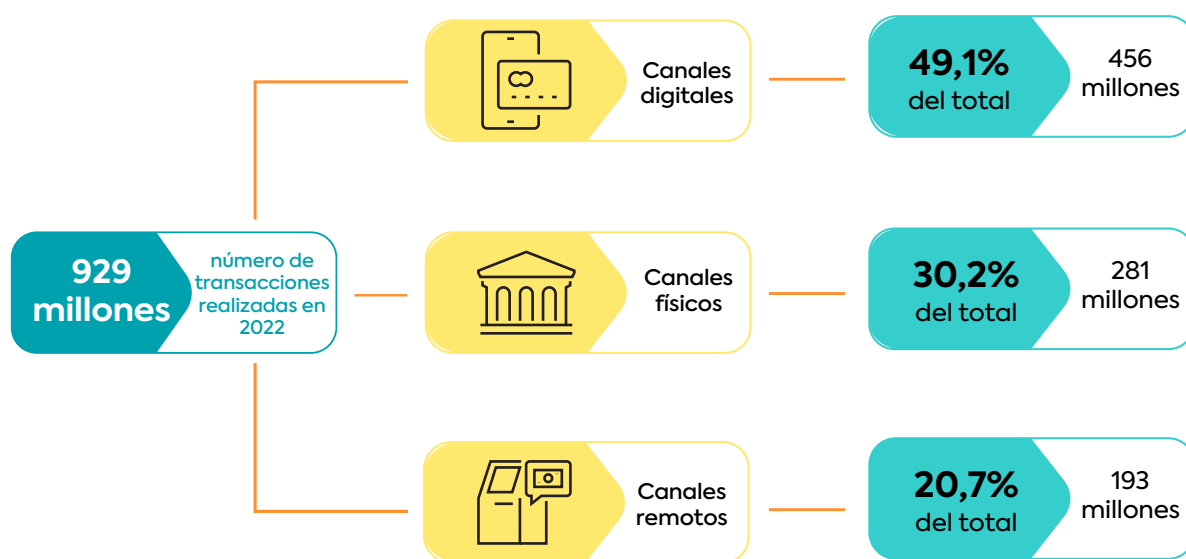 929
millones
número de
transacciones
realizadas en
2022
Canales
digitales
49,1%
del total
456
millones
Canales
físicos
30,2%
del total
281
millones
Canales
remotos
20,7%
del total
193
millones